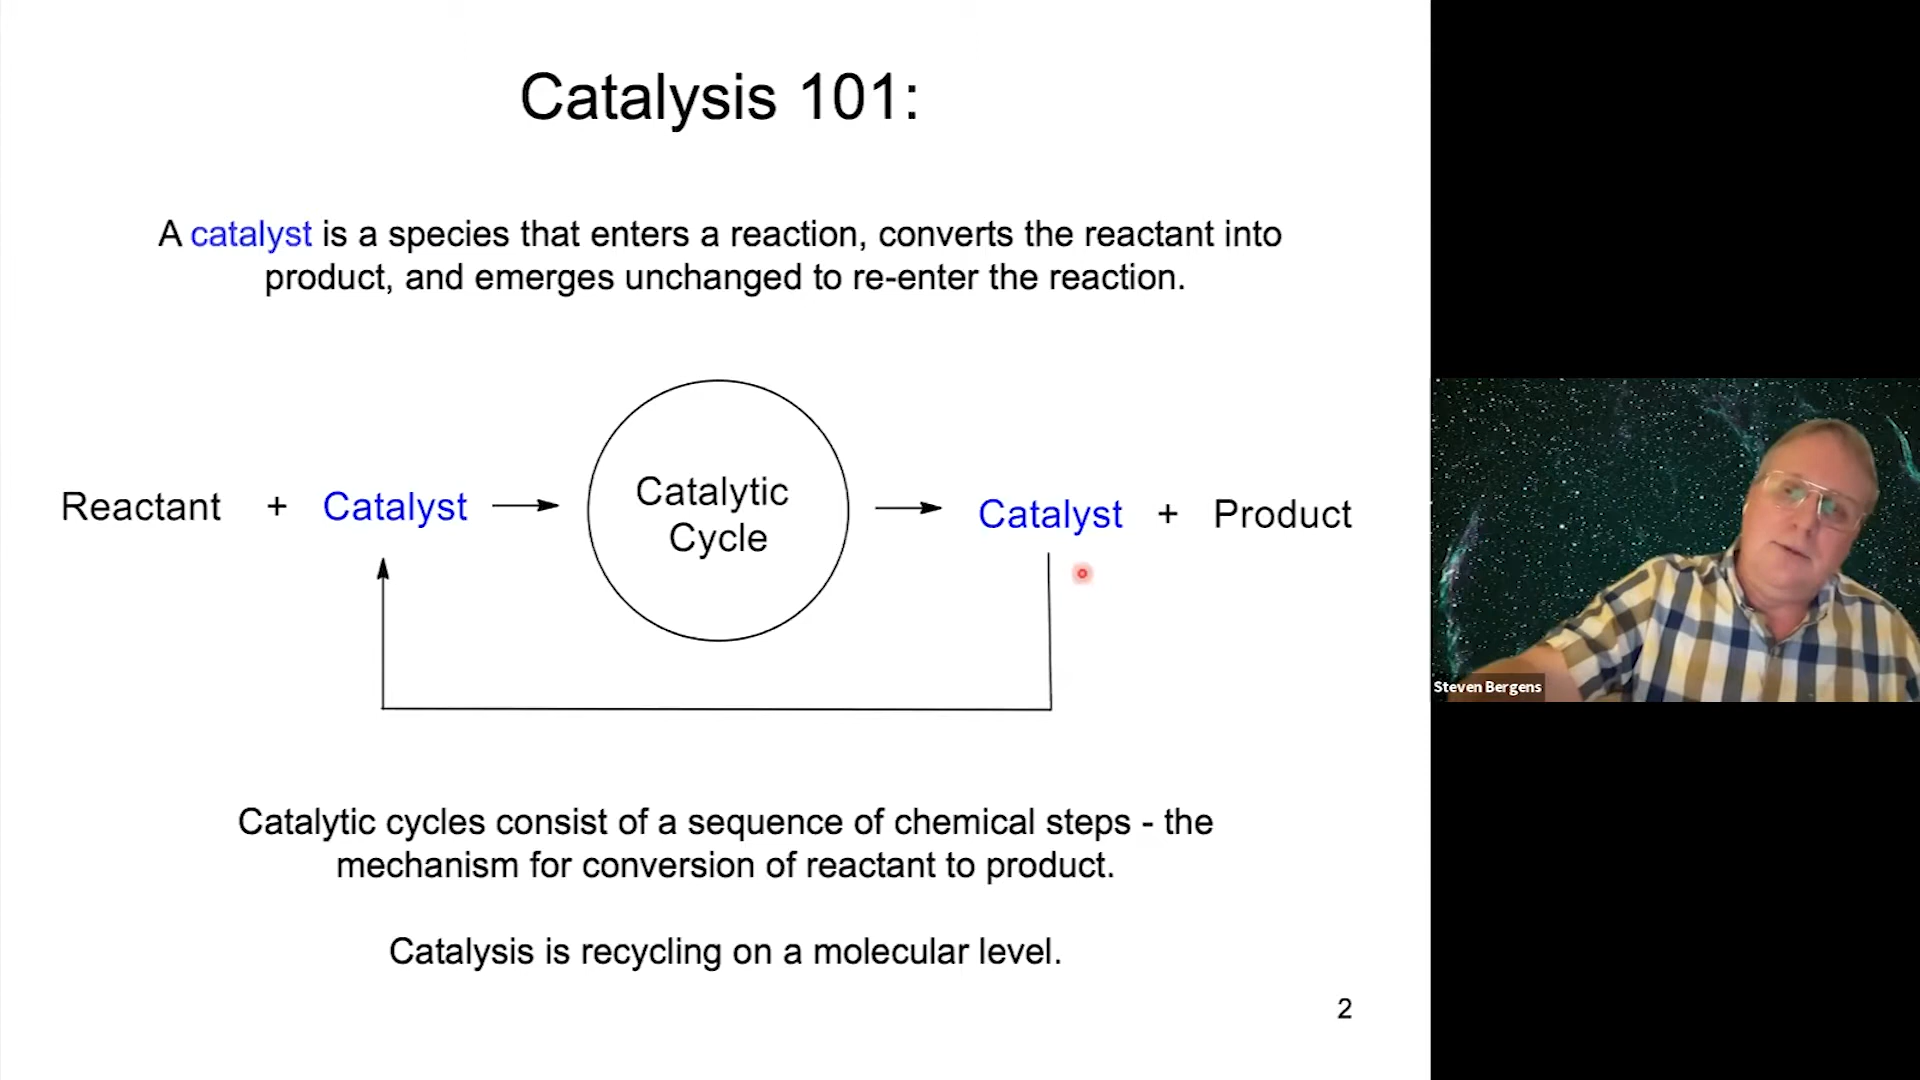 Catalysis 101:
A catalyst is a species that enters a reaction, converts the reactant into
product, and emerges unchanged to re-enter the reaction.
Reactant + Catalyst
Catalytic
Cycle
Catalyst + Product
Catalytic cycles consist of a sequence of chemical steps - the
mechanism for conversion of reactant to product.
Catalysis is recycling on a molecular level.
2
Steven Bergens